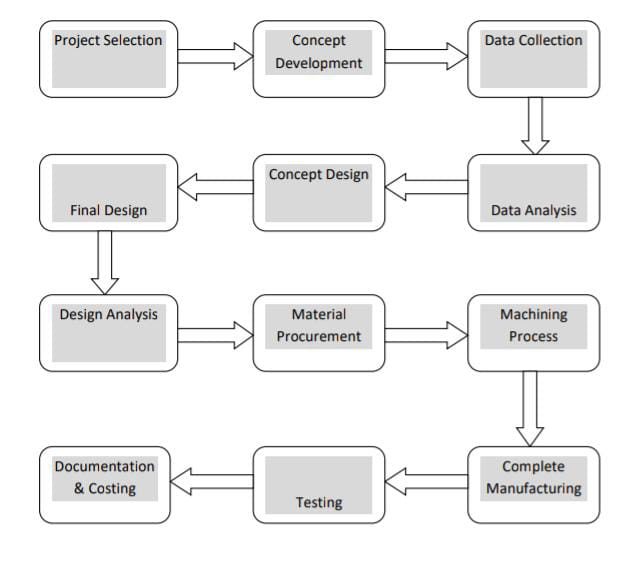 Project Selection
Concept
Development
Data Collection
Final Design
Concept Design
Data Analysis
Design Analysis
Material
Procurement
Machining
Process
Documentation
& Costing
Testing
Complete
Manufacturing